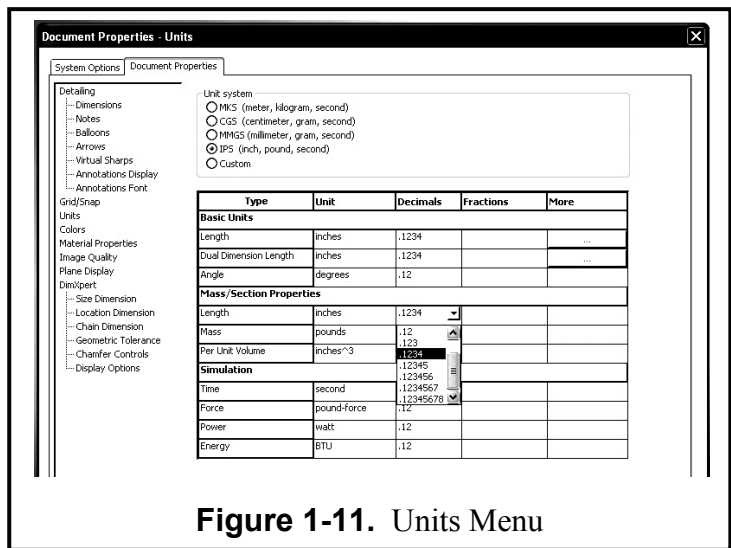 Document Properties - Units
System Options Document Properties
Detailing
Dimensions
Notes
Balloons
Arrows
Virtual Sharps
Annotations Display
Annotations Font
Grid/Snap
Units
Colors
Material Properties
Image Quality
Plane Display
DimXpert
Size Dimension
Location Dimension
Chain Dimension
Geometric Tolerance
Chamfer Controls
Display Options
Unit system
MKS (meter, kilogram, second)
CGS (centimeter, gram, second)
MMGS (millimeter, gram, second)
IPS (inch, pound, second)
Custom
Type Unit Decimals Fractions More
Basic Units
Length inches .1234 ...
Dual Dimension Length inches .1234 ...
Angle degrees .12
Mass/Section Properties
Length inches .1234
Mass pounds .12
.123
Per Unit Volume inches^3 .1234
.12345
Simulation .123456
Time second .1234567
.12345678
Force pound-force .12
Power watt .12
Energy BTU .12
Figure 1-11. Units Menu